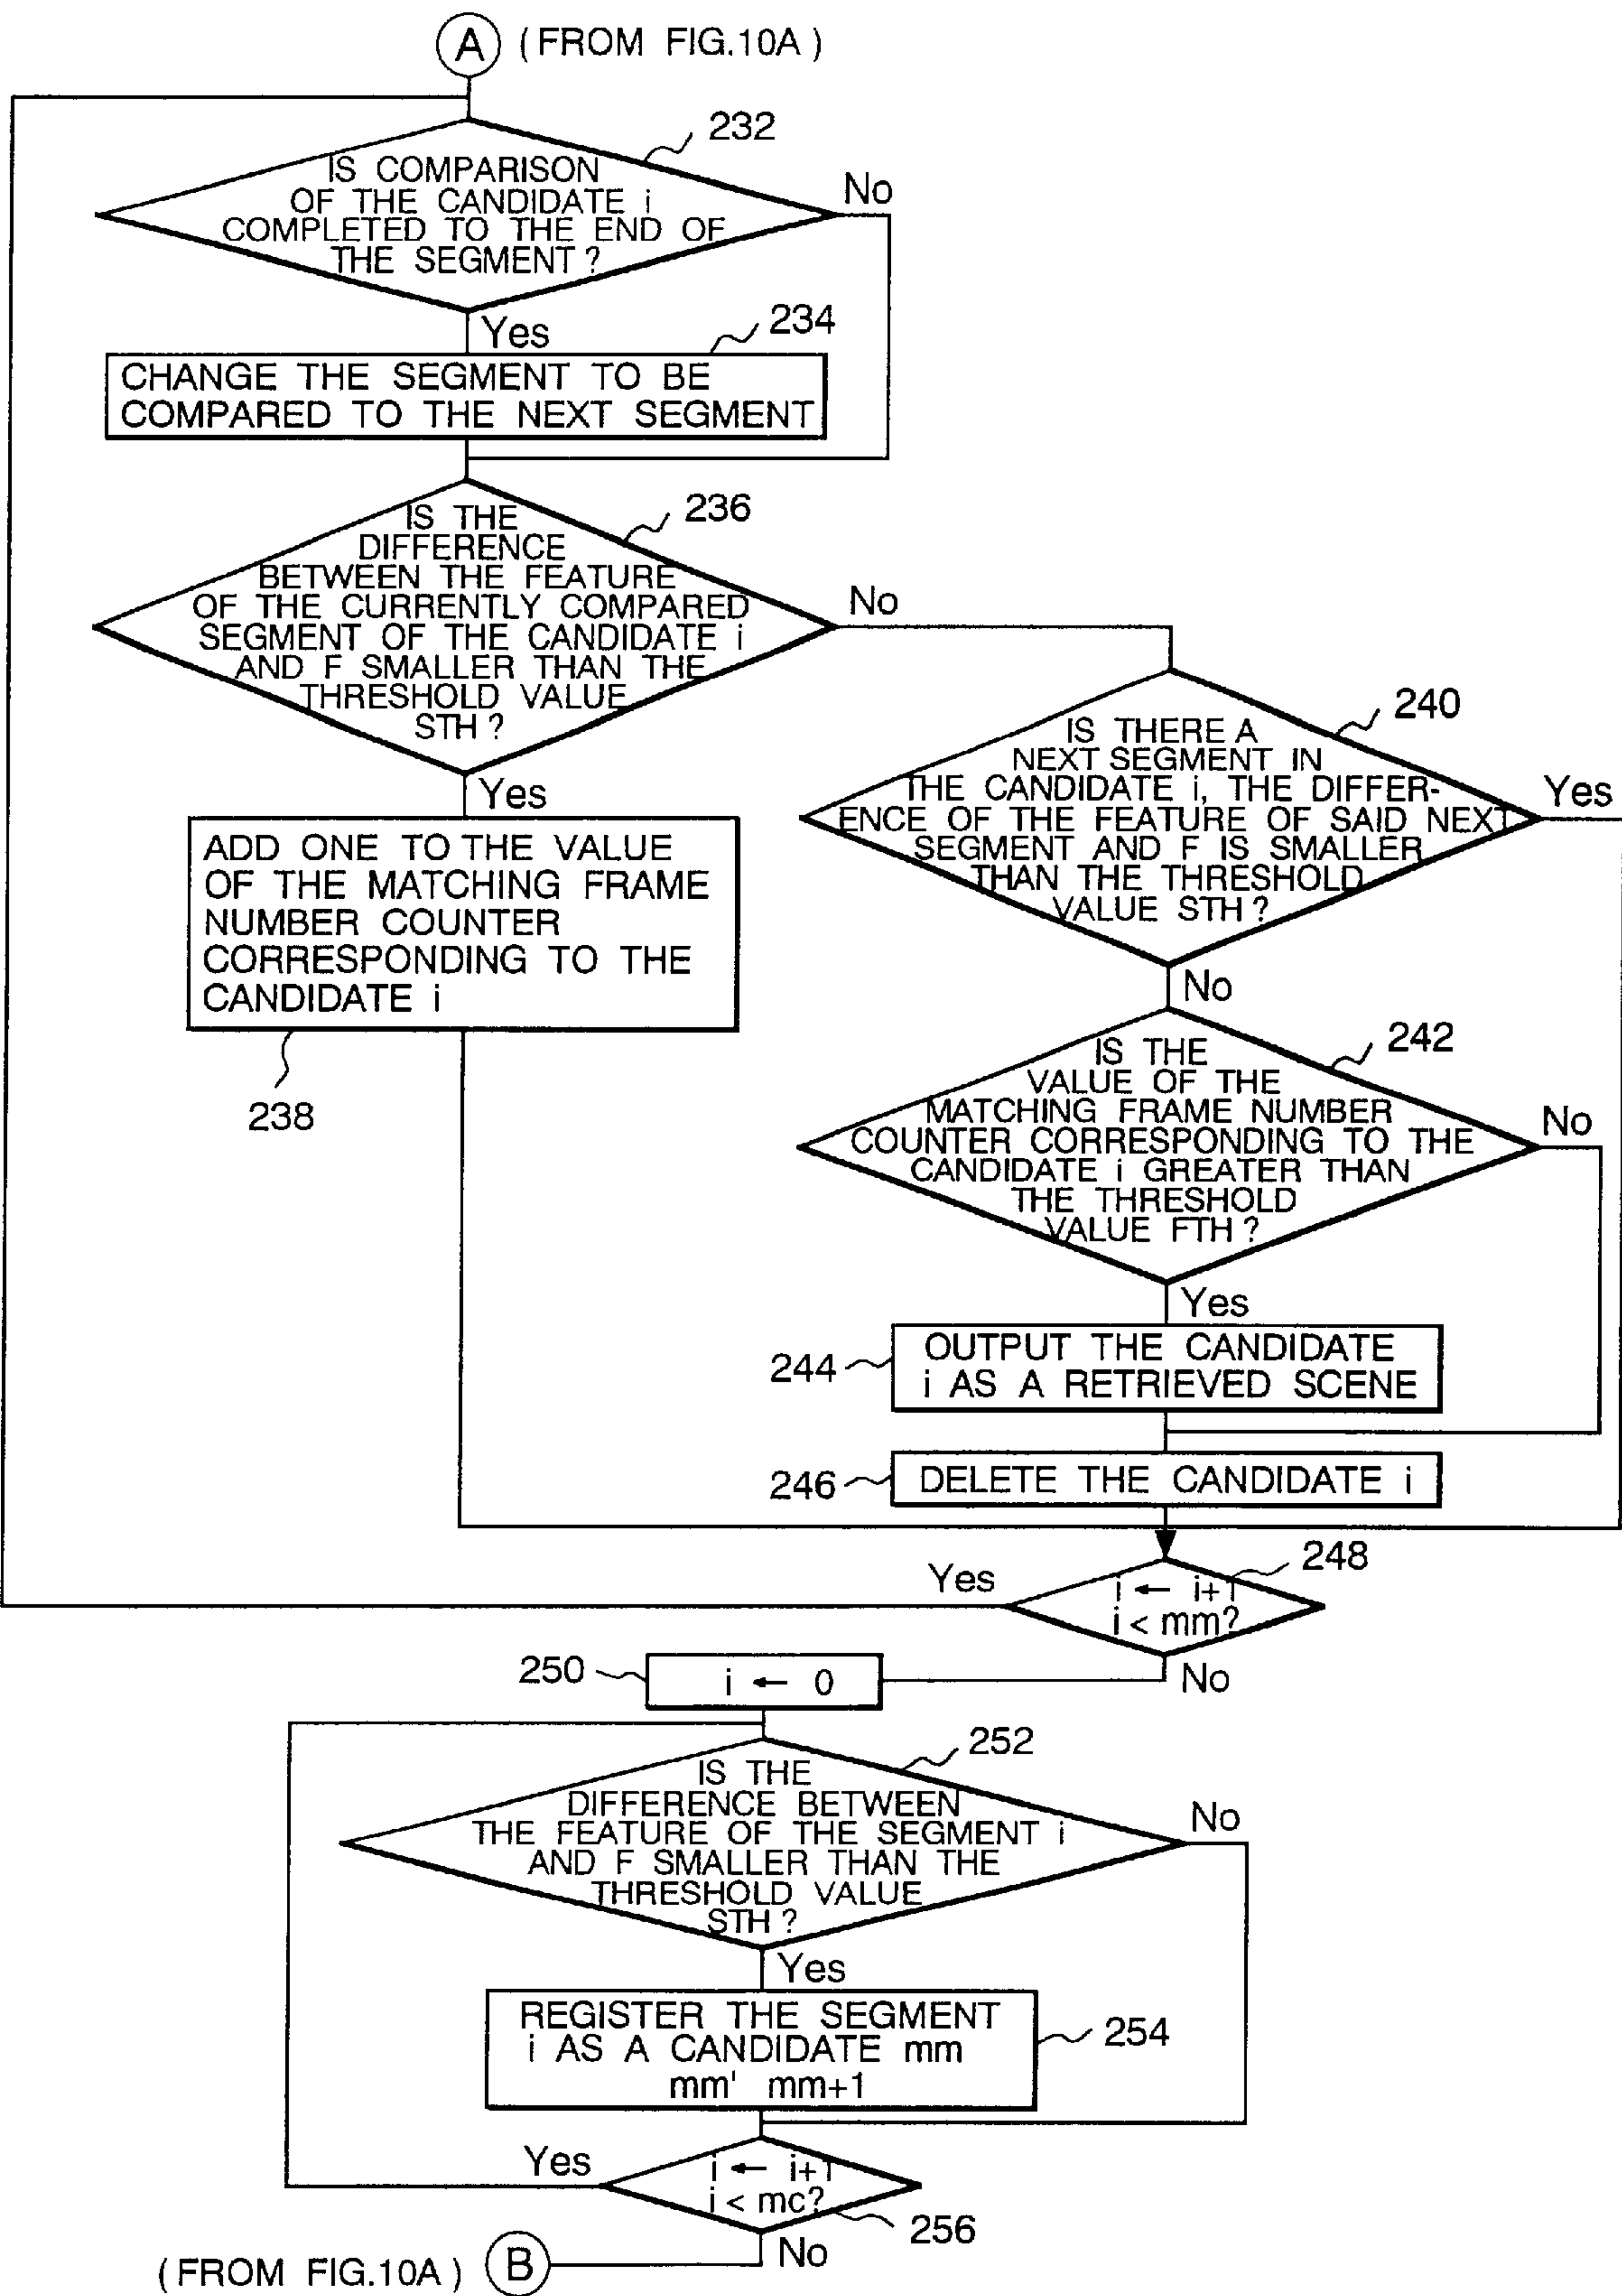 A (FROM FIG.10A)
232
IS COMPARISON
OF THE CANDIDATE i
COMPLETED TO THE END OF
THE SEGMENT?
No
Yes
234
CHANGE THE SEGMENT TO BE
COMPARED TO THE NEXT SEGMENT
236
IS THE
DIFFERENCE
BETWEEN THE FEATURE
OF THE CURRENTLY COMPARED
SEGMENT OF THE CANDIDATE i
AND F SMALLER THAN THE
THRESHOLD VALUE
STH?
No
Yes
ADD ONE TO THE VALUE
OF THE MATCHING FRAME
NUMBER COUNTER
CORRESPONDING TO THE
CANDIDATE i
238
240
IS THERE A
NEXT SEGMENT IN
THE CANDIDATE i, THE DIFFER-
ENCE OF THE FEATURE OF SAID NEXT
SEGMENT AND F IS SMALLER
THAN THE THRESHOLD
VALUE STH?
Yes
No
242
IS THE
VALUE OF THE
MATCHING FRAME NUMBER
COUNTER CORRESPONDING TO THE
CANDIDATE i GREATER THAN
THE THRESHOLD
VALUE FTH?
No
Yes
244
OUTPUT THE CANDIDATE
i AS A RETRIEVED SCENE
246
DELETE THE CANDIDATE i
248
i ← i+1
i < mm?
Yes
No
250
i ← 0
252
IS THE
DIFFERENCE BETWEEN
THE FEATURE OF THE SEGMENT i
AND F SMALLER THAN THE
THRESHOLD VALUE
STH?
No
Yes
REGISTER THE SEGMENT
i AS A CANDIDATE mm
mm' mm+1
254
Yes
i ← i+1
i < mc?
256
No
(FROM FIG.10A) B